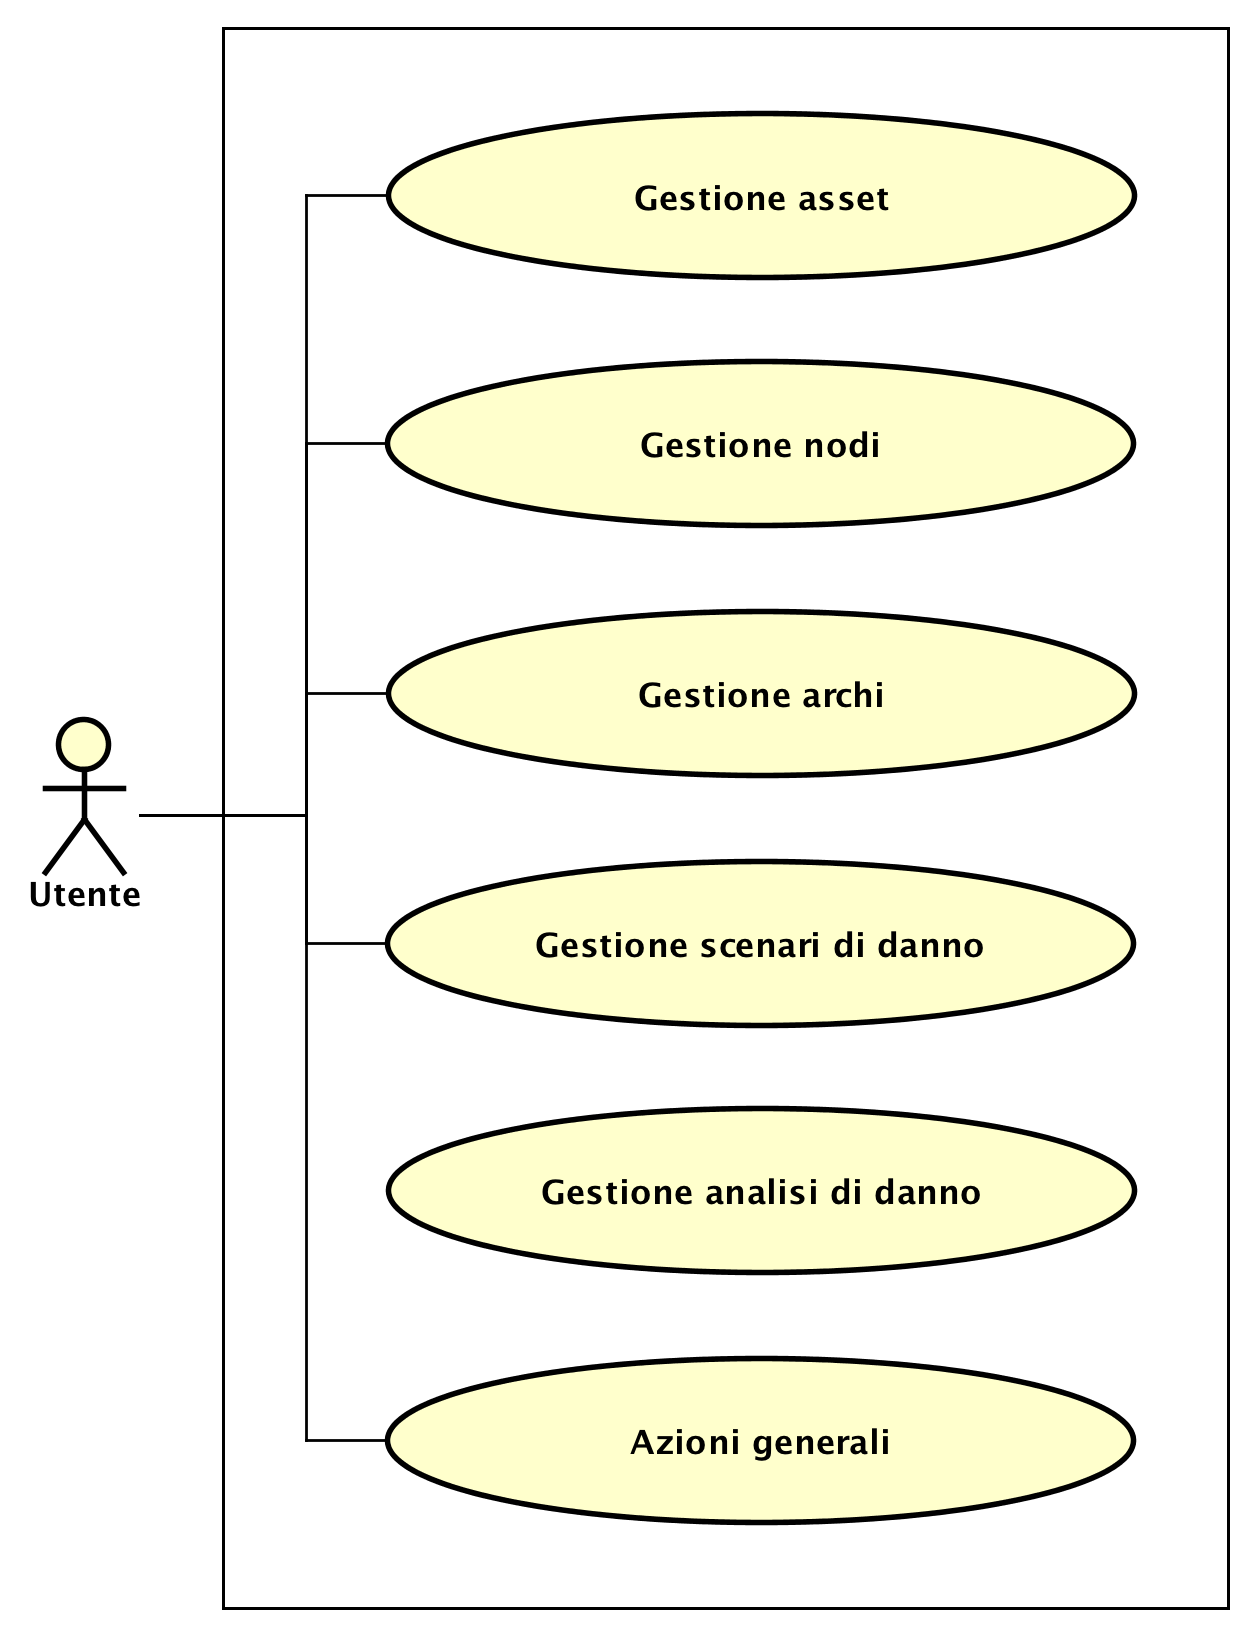 Gestione asset
Gestione nodi
Gestione archi
Utente
Gestione scenari di danno
Gestione analisi di danno
Azioni generali